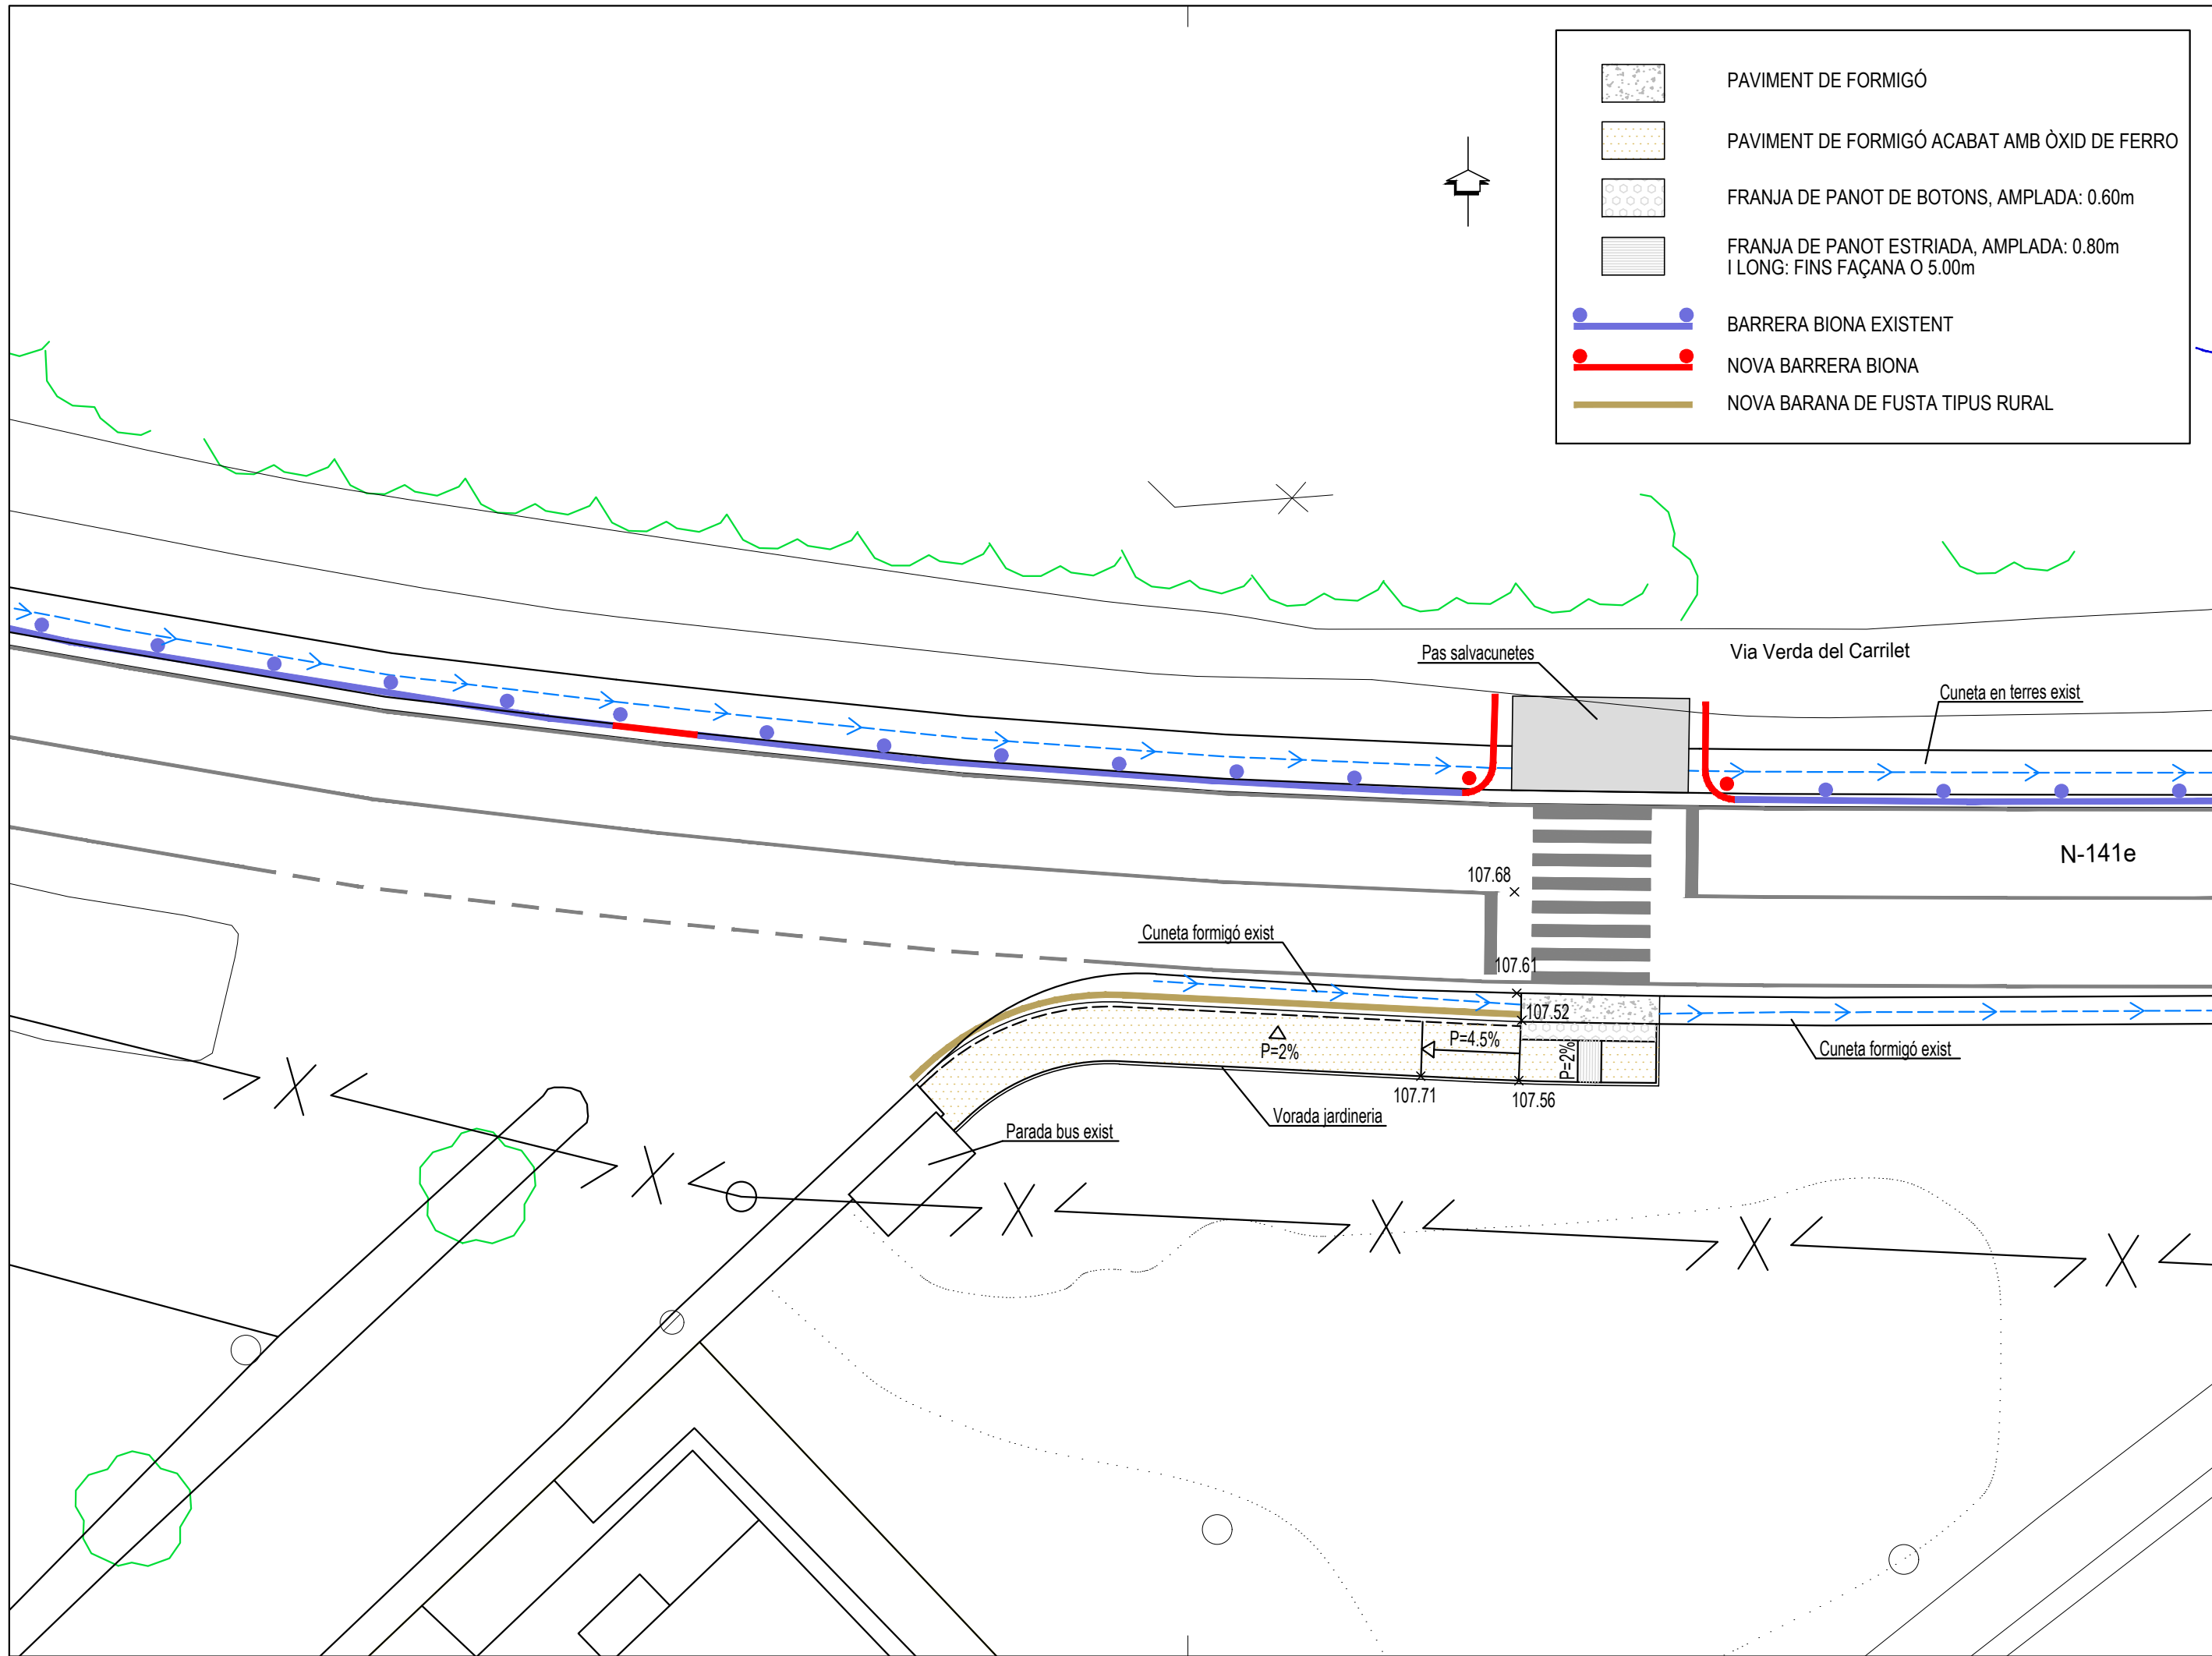 PAVIMENT DE FORMIGÓ
PAVIMENT DE FORMIGÓ ACABAT AMB ÒXID DE FERRO
FRANJA DE PANOT DE BOTONS, AMPLADA: 0.60m
FRANJA DE PANOT ESTRIADA, AMPLADA: 0.80m
I LONG: FINS FAÇANA O 5.00m
BARRERA BIONA EXISTENT
NOVA BARRERA BIONA
NOVA BARANA DE FUSTA TIPUS RURAL
Pas salvacunetes
Via Verda del Carrilet
Cuneta en terres exist
N-141e
107.68
Cuneta formigó exist
107.61
107.52
P=2%
P=4.5%
P=2%
Cuneta formigó exist
107.71
107.56
Vorada jardineria
Parada bus exist